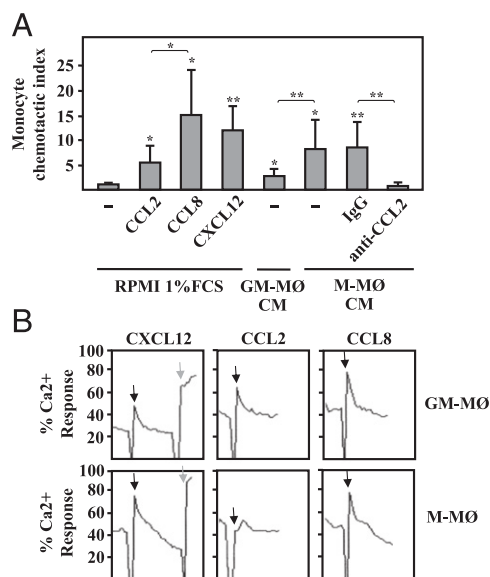 A
Monocyte
chemotactic index
25
20
15
10
5
*
*
*
**
*
**
*
**
**
–
CCL2
CCL8
CXCL12
–
–
IgG
anti-CCL2
RPMI 1%FCS
GM-MØ
CM
M-MØ
CM
B
CXCL12
CCL2
CCL8
% Ca2+
Response
100
80
60
40
20
GM-MØ
% Ca2+
Response
100
80
60
40
20
M-MØ